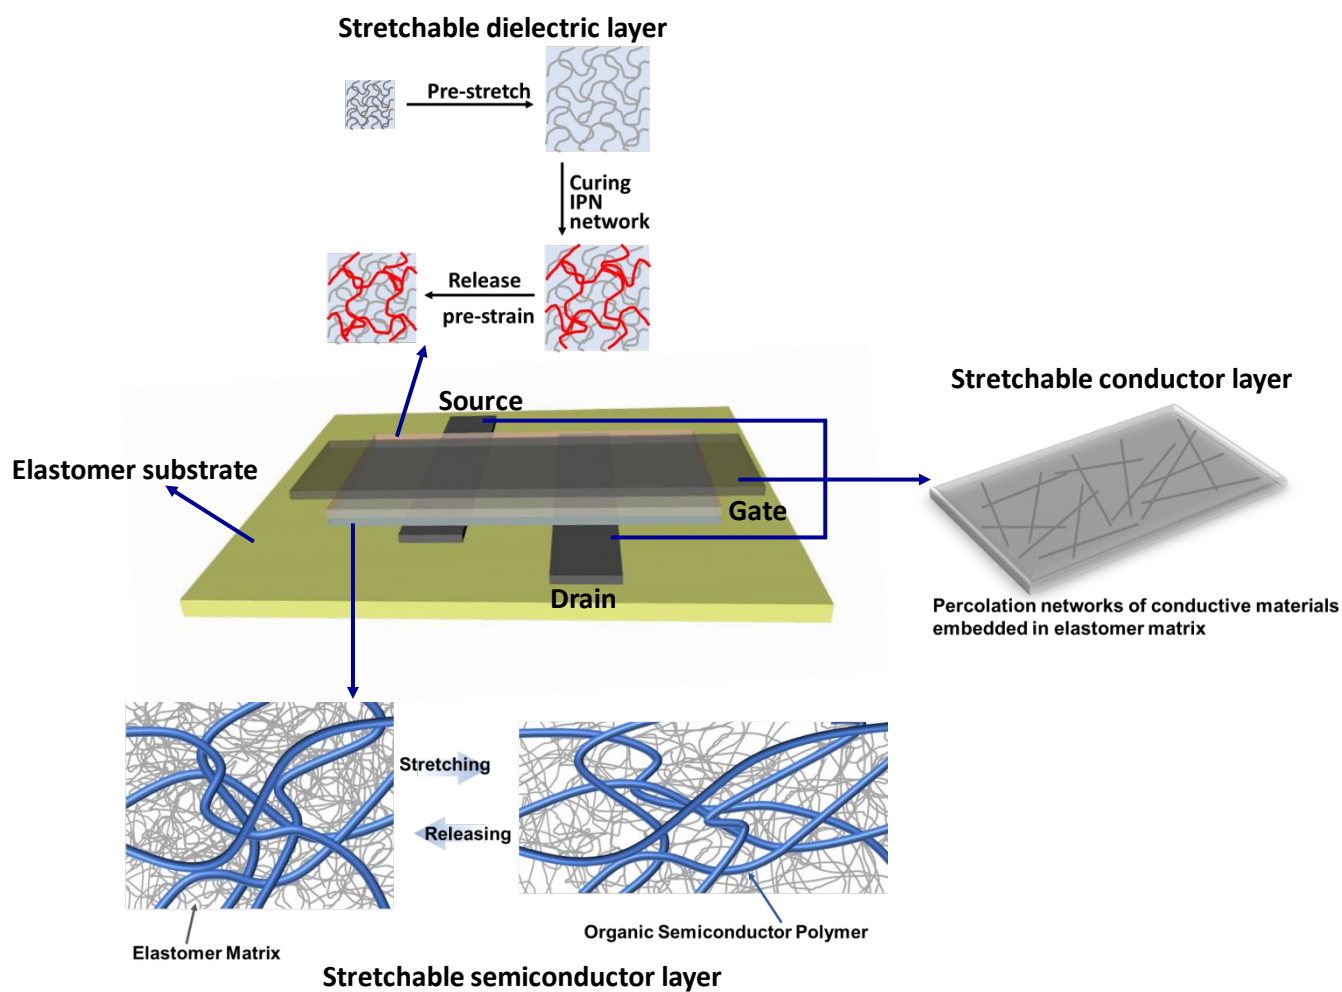 Stretchable dielectric layer
Pre-stretch
Curing
IPN
network
Release
pre-strain
Source
Stretchable conductor layer
Elastomer substrate
Gate
Drain
Percolation networks of conductive materials
embedded in elastomer matrix
Stretching
Releasing
Organic Semiconductor Polymer
Elastomer Matrix
Stretchable semiconductor layer